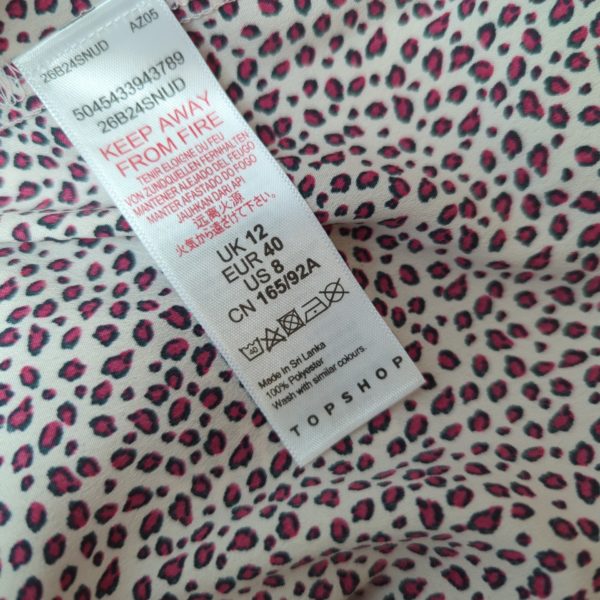 26B24SNUD AZ05
5045433943789
26B24SNUD
KEEP AWAY
FROM FIRE
TENIR ELOIGNE DU FEU
VON ZUNDQUELLEN FERNHALTEN
MANTENER ALEJADO DEL FUEGO
MANTER AFASTADO DO FOGO
JAUHKAN DARI API
远离火源
火気から遠ざけて下さい。
UK 12
EUR 40
US 8
CN 165/92A
40
Made in Sri Lanka
100% Polyester
Wash with similar colours.
TOPSHOP